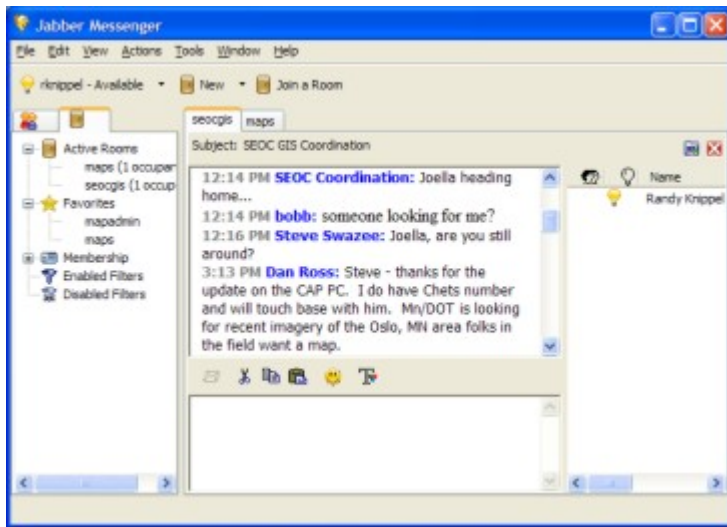 Jabber Messenger
File Edit View Actions Tools Window Help
rknippel - Available New Join a Room
seocgis maps
Subject: SEOC GIS Coordination
Active Rooms
maps (1 occupan
seocgis (1 occup
Favorites
mapadmin
maps
Membership
Enabled Filters
Disabled Filters
12:14 PM SEOC Coordination: Joella heading
home...
12:14 PM bobb: someone looking for me?
12:16 PM Steve Swazee: Joella, are you still
around?
3:13 PM Dan Ross: Steve - thanks for the
update on the CAP PC. I do have Chets number
and will touch base with him. Mn/DOT is looking
for recent imagery of the Oslo, MN area folks in
the field want a map.
Name
Randy Knippel